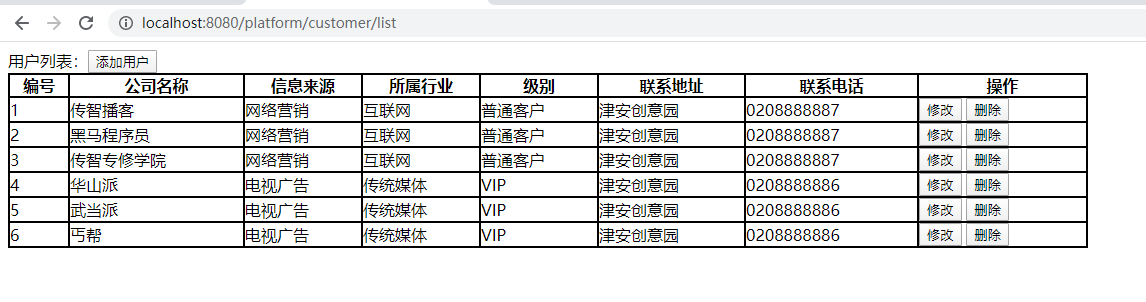 localhost:8080/platform/customer/list
用户列表： 添加用户
编号 公司名称 信息来源 所属行业 级别 联系地址 联系电话 操作
1 传智播客 网络营销 互联网 普通客户 津安创意园 0208888887 修改 删除
2 黑马程序员 网络营销 互联网 普通客户 津安创意园 0208888887 修改 删除
3 传智专修学院 网络营销 互联网 普通客户 津安创意园 0208888887 修改 删除
4 华山派 电视广告 传统媒体 VIP 津安创意园 0208888886 修改 删除
5 武当派 电视广告 传统媒体 VIP 津安创意园 0208888886 修改 删除
6 丐帮 电视广告 传统媒体 VIP 津安创意园 0208888886 修改 删除